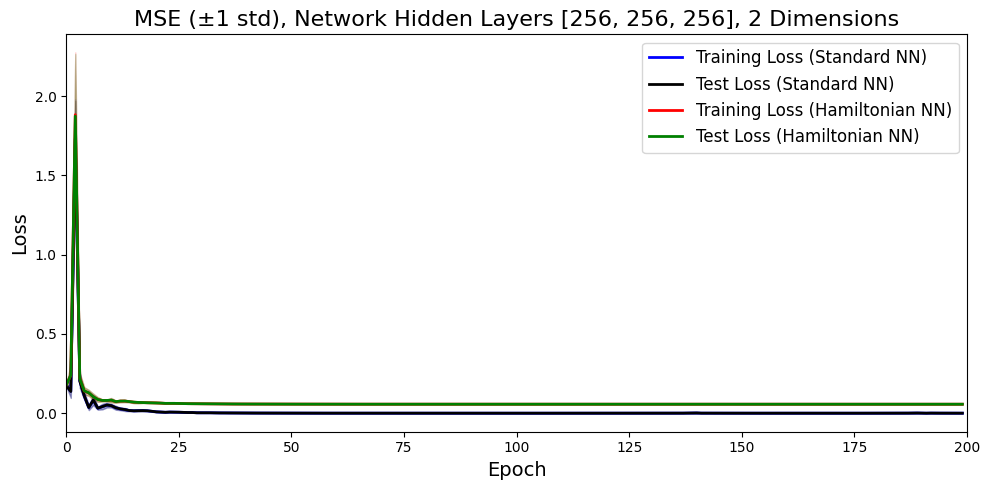 MSE (±1 std), Network Hidden Layers [256, 256, 256], 2 Dimensions
Training Loss (Standard NN)
Test Loss (Standard NN)
Training Loss (Hamiltonian NN)
Test Loss (Hamiltonian NN)
Loss
2.0
1.5
1.0
0.5
0.0
0 25 50 75 100 125 150 175 200
Epoch